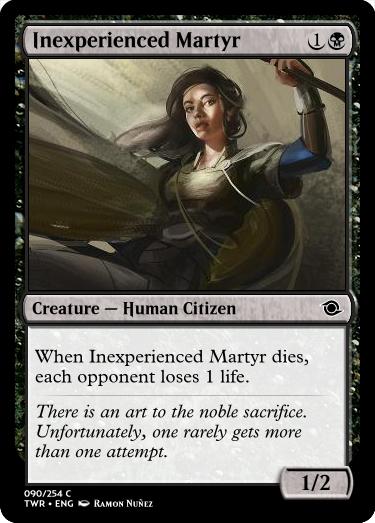 Inexperienced Martyr 1
Creature — Human Citizen
When Inexperienced Martyr dies,
each opponent loses 1 life.
There is an art to the noble sacrifice.
Unfortunately, one rarely gets more
than one attempt.
1/2
090/254 C
TWR • ENG Ramon Nuñez